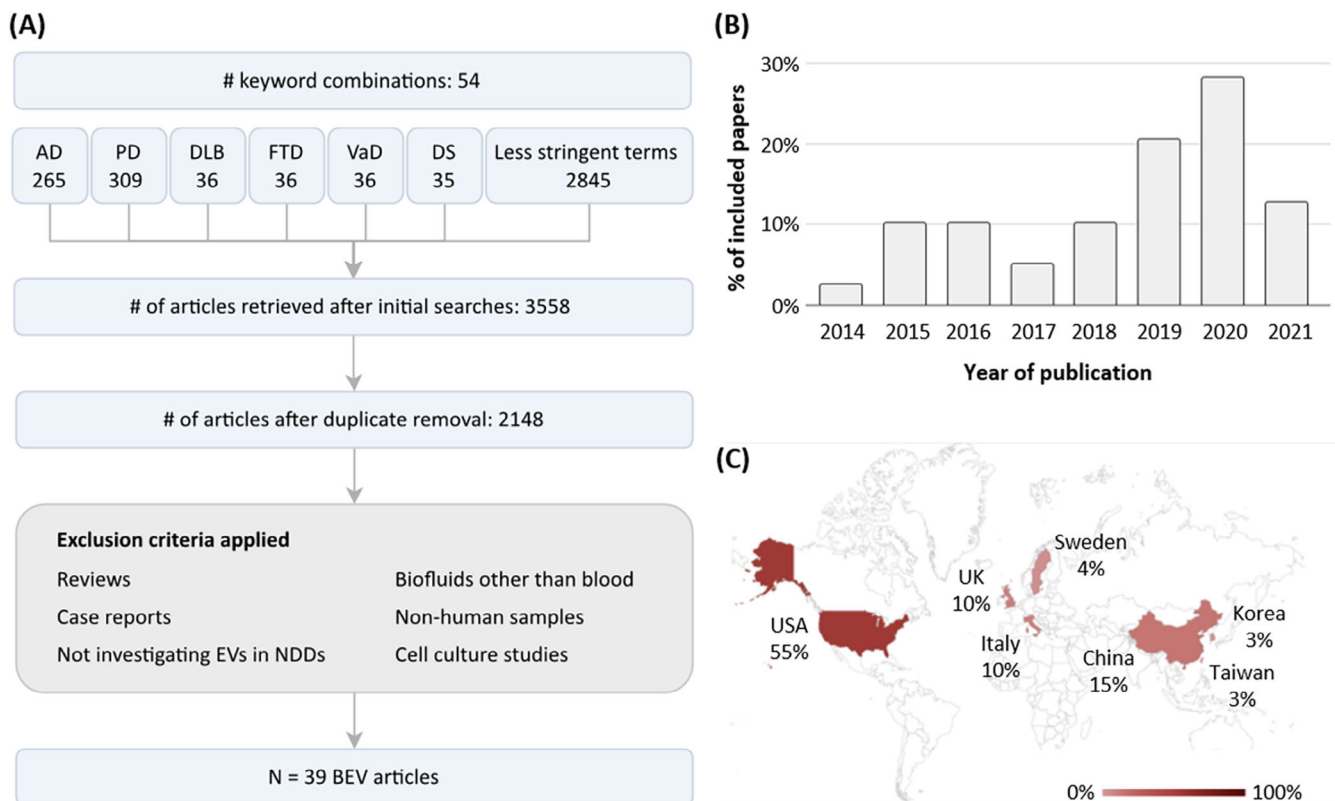 (A)
# keyword combinations: 54
AD
265
PD
309
DLB
36
FTD
36
VaD
36
DS
35
Less stringent terms
2845
# of articles retrieved after initial searches: 3558
# of articles after duplicate removal: 2148
Exclusion criteria applied
Reviews
Case reports
Not investigating EVs in NDDs
Biofluids other than blood
Non-human samples
Cell culture studies
N = 39 BEV articles
(B)
% of included papers
30%
20%
10%
0%
2014 2015 2016 2017 2018 2019 2020 2021
Year of publication
(C)
USA
55%
UK
10%
Sweden
4%
Italy
10%
China
15%
Korea
3%
Taiwan
3%
0% 100%